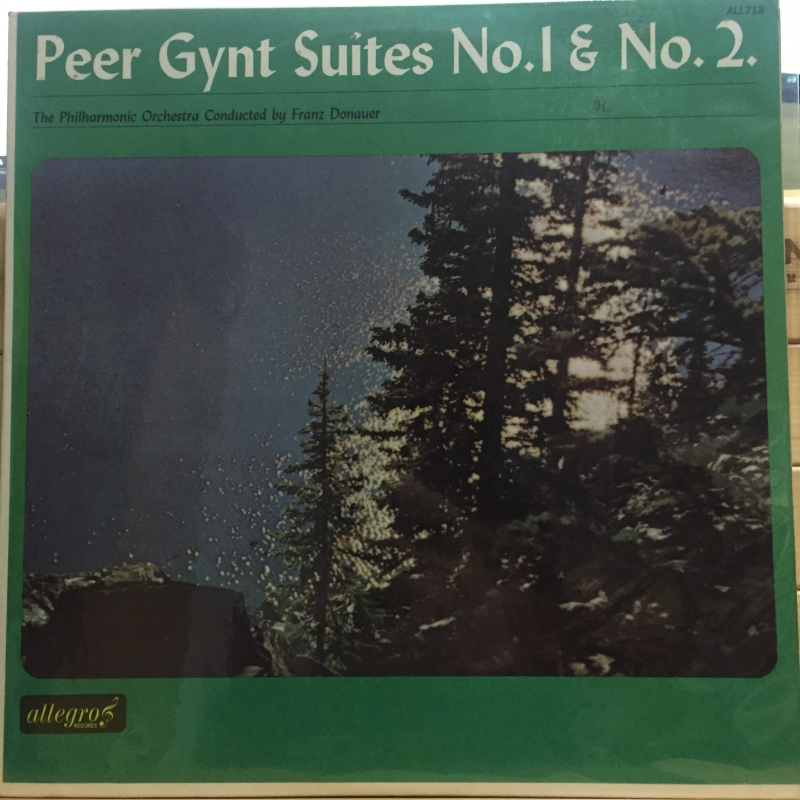 ALL713
Peer Gynt Suites No.1 & No. 2.
The Philharmonic Orchestra Conducted by Franz Donauer
allegro
RECORDS